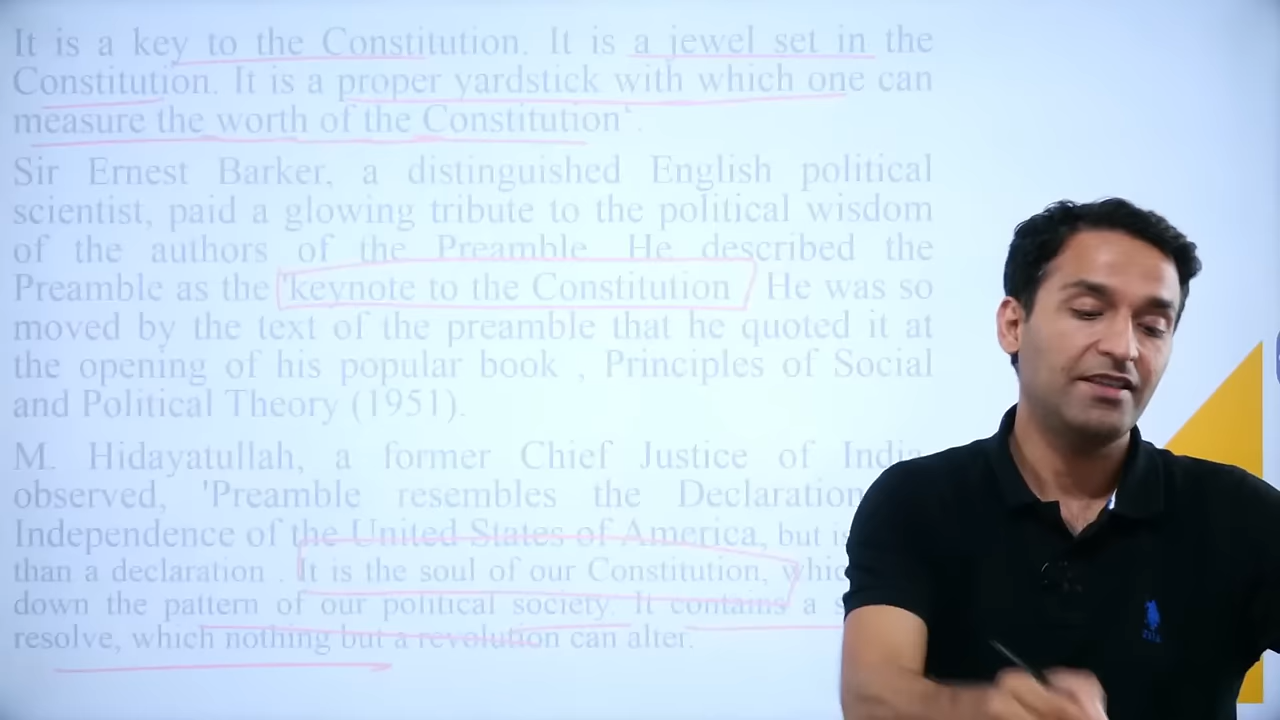 It is a key to the Constitution. It is a jewel set in the
Constitution. It is a proper yardstick with which one can
measure the worth of the Constitution‘.
Sir Ernest Barker, a distinguished English political
scientist, paid a glowing tribute to the political wisdom
of the authors of the Preamble. He described the
Preamble as the 'keynote to the Constitution He was so
moved by the text of the preamble that he quoted it at
the opening of his popular book , Principles of Social
and Political Theory (1951).
M. Hidayatullah, a former Chief Justice of India,
observed, 'Preamble resembles the Declaration
Independence of the United States of America, but is
than a declaration . It is the soul of our Constitution,
down the pattern of our political society. It contains a
resolve, which nothing but a revolution can alter.